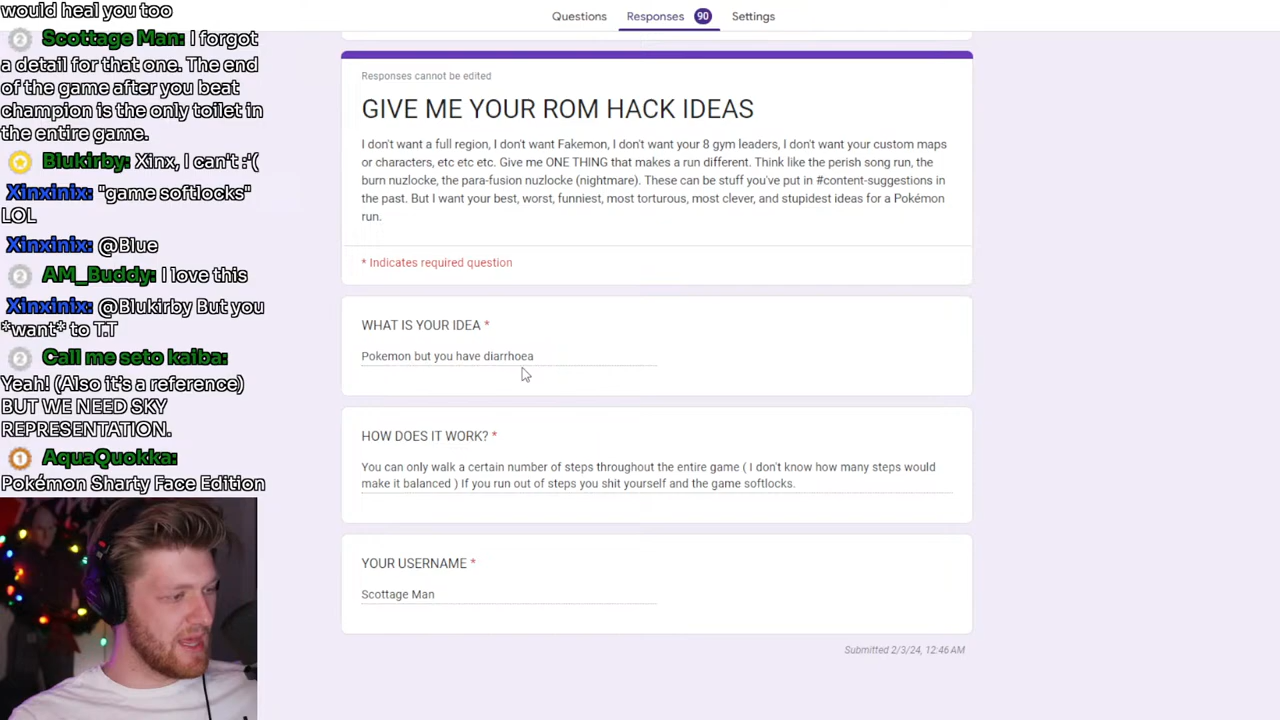 would heal you too
Scottage Man: I forgot
a detail for that one. The end
of the game after you beat
champion is the only toilet in
the entire game.
Blukirby: Xinx, I can't :'(
Xinxinix: "game softlocks"
LOL
Xinxinix: @Blue
AM_Buddy: I love this
Xinxinix: @Blukirby But you
*want* to T.T
Call me seto kaiba:
Yeah! (Also it's a reference)
BUT WE NEED SKY
REPRESENTATION.
AquaQuokka:
Pokémon Sharty Face Edition
Questions
Responses 90
Settings
Responses cannot be edited
GIVE ME YOUR ROM HACK IDEAS
I don't want a full region, I don't want Fakemon, I don't want your 8 gym leaders, I don't want your custom maps
or characters, etc etc etc. Give me ONE THING that makes a run different. Think like the perish song run, the
burn nuzlocke, the para-fusion nuzlocke (nightmare). These can be stuff you've put in #content-suggestions in
the past. But I want your best, worst, funniest, most torturous, most clever, and stupidest ideas for a Pokémon
run.
* Indicates required question
WHAT IS YOUR IDEA *
Pokemon but you have diarrhoea
HOW DOES IT WORK? *
You can only walk a certain number of steps throughout the entire game ( I don't know how many steps would
make it balanced ) If you run out of steps you shit yourself and the game softlocks.
YOUR USERNAME *
Scottage Man
Submitted 2/3/24, 12:46 AM